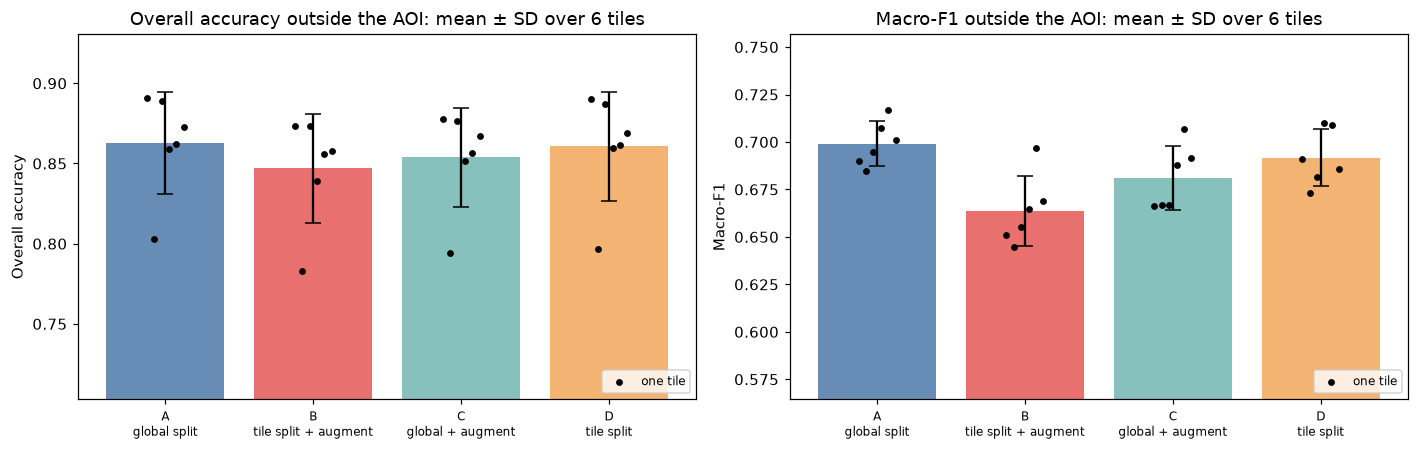 Overall accuracy outside the AOI: mean ± SD over 6 tiles
Overall accuracy
0.90
0.85
0.80
0.75
one tile
A B C D
global split tile split + augment global + augment tile split
Macro-F1 outside the AOI: mean ± SD over 6 tiles
Macro-F1
0.750
0.725
0.700
0.675
0.650
0.625
0.600
0.575
one tile
A B C D
global split tile split + augment global + augment tile split